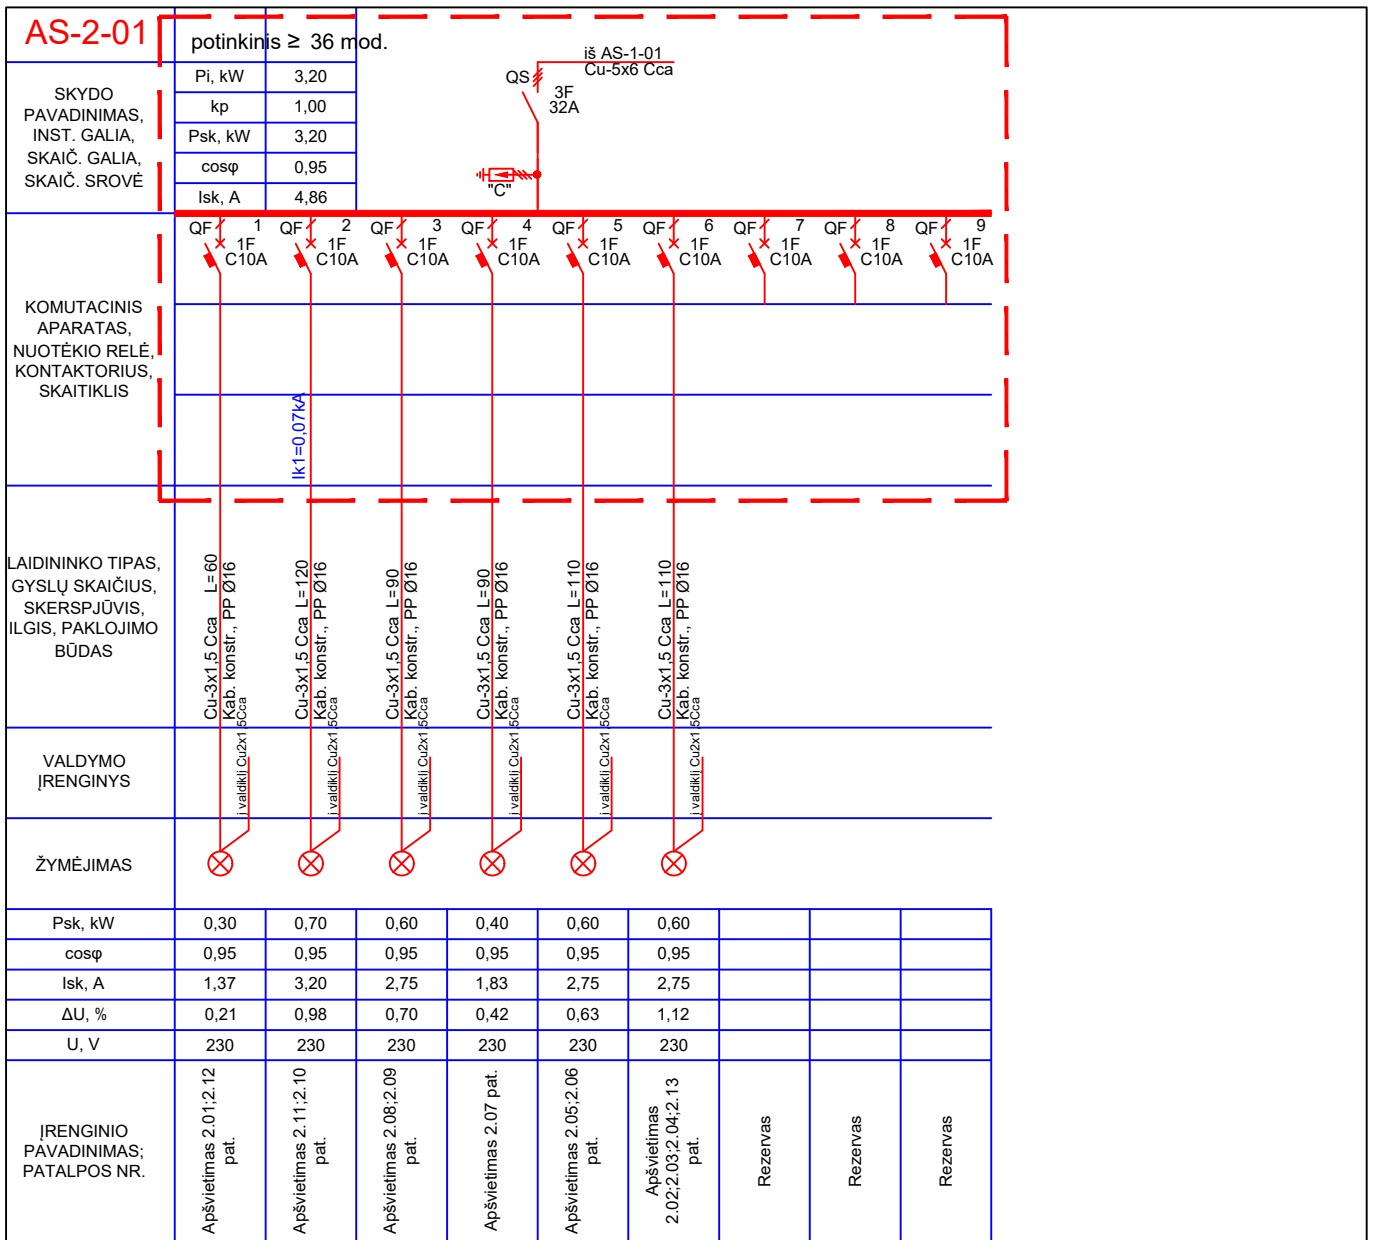 AS-2-01
potinkinis ≥ 36 mod.
SKYDO
PAVADINIMAS,
INST. GALIA,
SKAIČ. GALIA,
SKAIČ. SROVĖ
Pi, kW 3,20
kp 1,00
Psk, kW 3,20
cosφ 0,95
Isk, A 4,86
iš AS-1-01
Cu-5x6 Cca
QS
3F
32A
"C"
KOMUTACINIS
APARATAS,
NUOTĖKIO RELĖ,
KONTAKTORIUS,
SKAITIKLIS
QF 1
1F
C10A
QF 2
1F
C10A
QF 3
1F
C10A
QF 4
1F
C10A
QF 5
1F
C10A
QF 6
1F
C10A
QF 7
1F
C10A
QF 8
1F
C10A
QF 9
1F
C10A
Ik1=0,07kA
LAIDININKO TIPAS,
GYSLŲ SKAIČIUS,
SKERSPJŪVIS,
ILGIS, PAKLOJIMO
BŪDAS
Cu-3x1,5 Cca L=60
Kab. konstr., PP Ø16
Cu-3x1,5 Cca L=120
Kab. konstr., PP Ø16
Cu-3x1,5 Cca L=90
Kab. konstr., PP Ø16
Cu-3x1,5 Cca L=90
Kab. konstr., PP Ø16
Cu-3x1,5 Cca L=110
Kab. konstr., PP Ø16
Cu-3x1,5 Cca L=110
Kab. konstr., PP Ø16
VALDYMO
ĮRENGINYS
į valdiklį Cu2x1,5Cca
į valdiklį Cu2x1,5Cca
į valdiklį Cu2x1,5Cca
į valdiklį Cu2x1,5Cca
į valdiklį Cu2x1,5Cca
į valdiklį Cu2x1,5Cca
ŽYMĖJIMAS
Psk, kW 0,30 0,70 0,60 0,40 0,60 0,60
cosφ 0,95 0,95 0,95 0,95 0,95 0,95
Isk, A 1,37 3,20 2,75 1,83 2,75 2,75
ΔU, % 0,21 0,98 0,70 0,42 0,63 1,12
U, V 230 230 230 230 230 230
ĮRENGINIO
PAVADINIMAS;
PATALPOS NR.
Apšvietimas 2.01;2.12
pat.
Apšvietimas 2.11;2.10
pat.
Apšvietimas 2.08;2.09
pat.
Apšvietimas 2.07 pat.
Apšvietimas 2.05;2.06
pat.
Apšvietimas
2.02;2.03;2.04;2.13
pat.
Rezervas
Rezervas
Rezervas